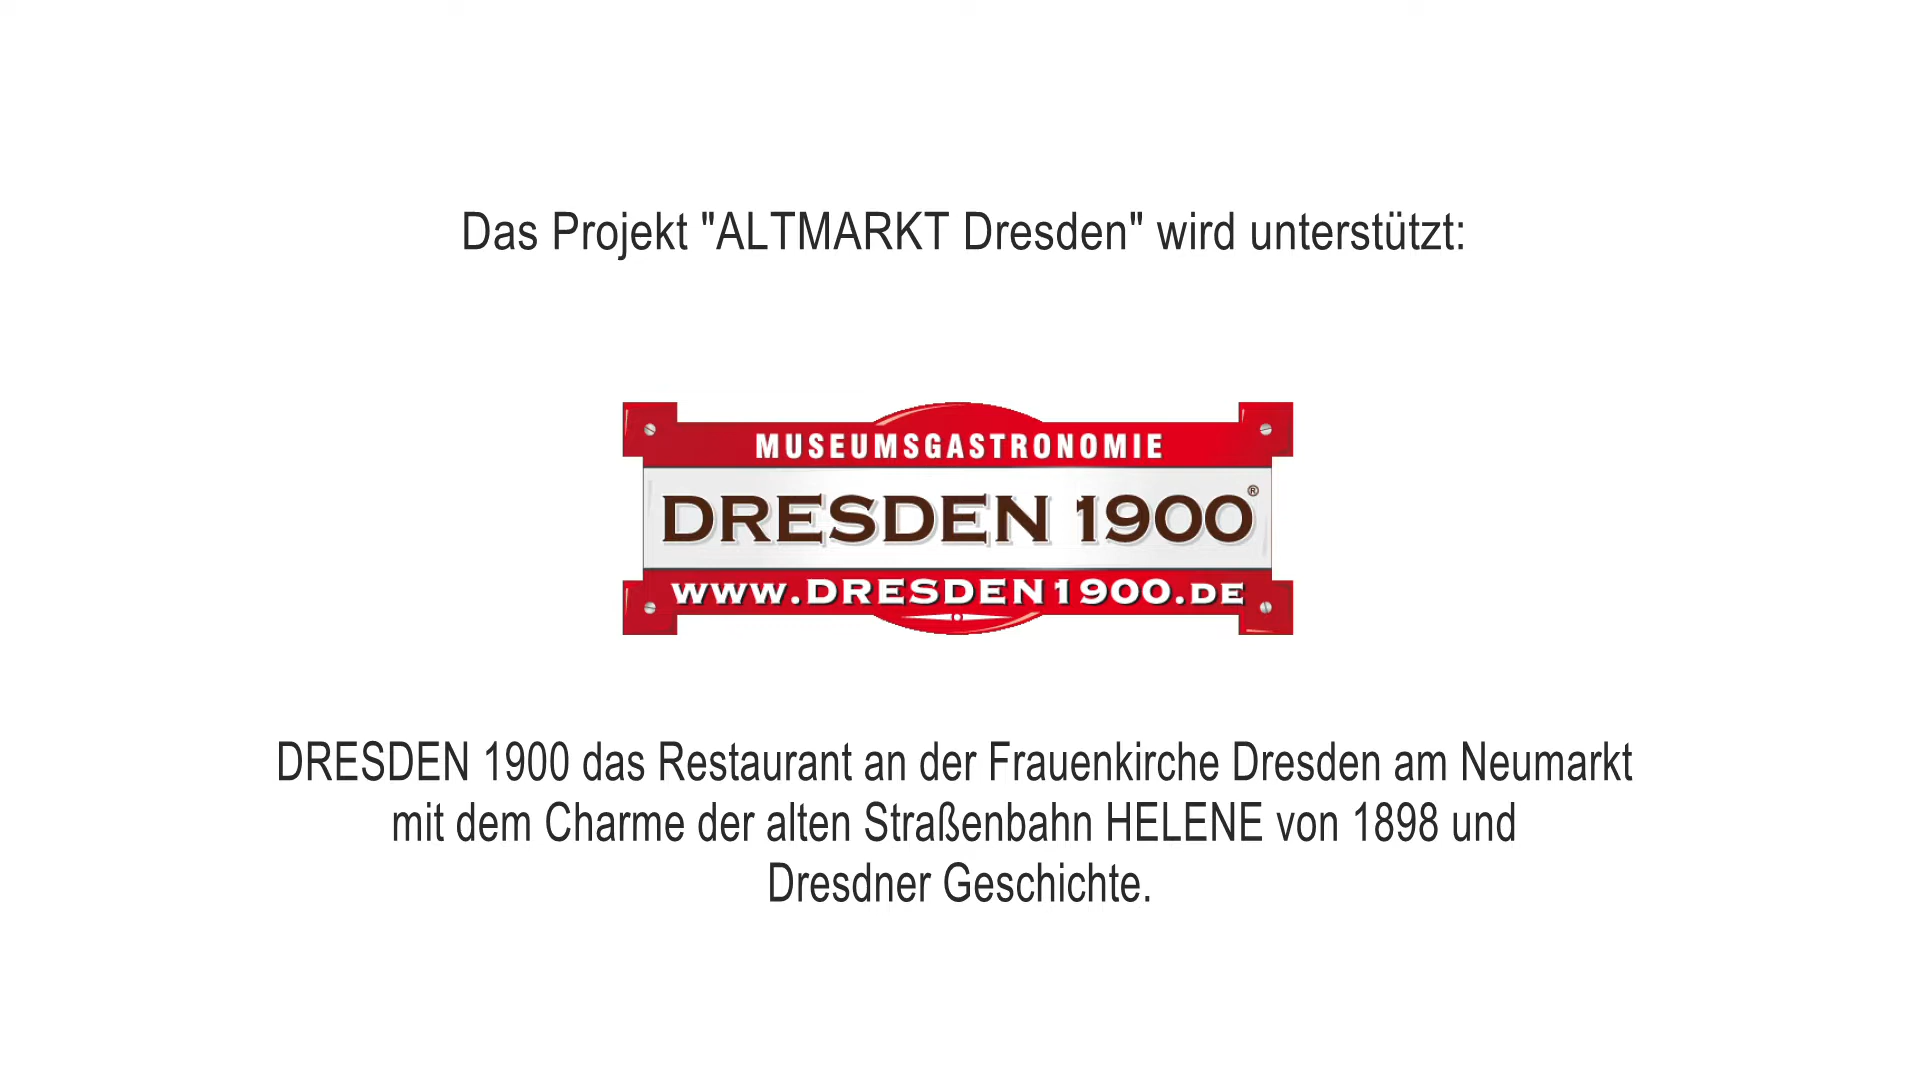 Das Projekt "ALTMARKT Dresden" wird unterstützt:
MUSEUMSGASTRONOMIE
DRESDEN 1900®
WWW.DRESDEN1900.DE
DRESDEN 1900 das Restaurant an der Frauenkirche Dresden am Neumarkt
mit dem Charme der alten Straßenbahn HELENE von 1898 und
Dresdner Geschichte.